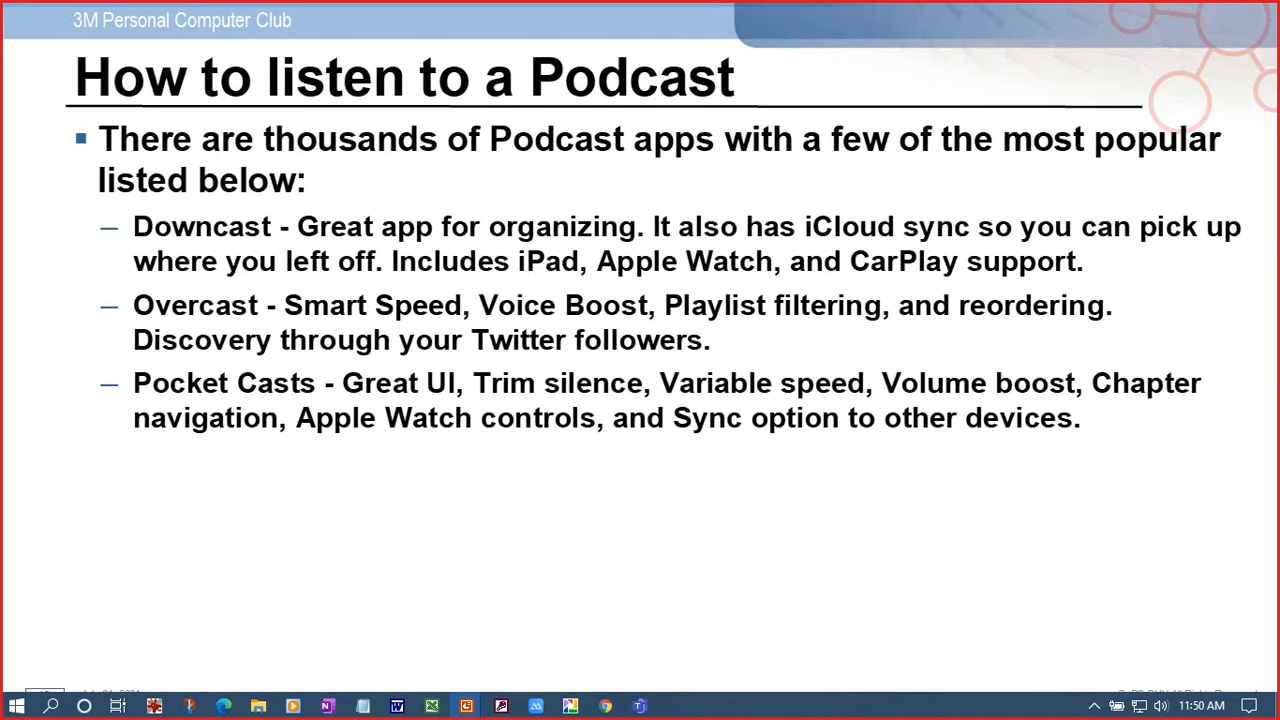 3M Personal Computer Club
How to listen to a Podcast
There are thousands of Podcast apps with a few of the most popular
listed below:
– Downcast - Great app for organizing. It also has iCloud sync so you can pick up
where you left off. Includes iPad, Apple Watch, and CarPlay support.
– Overcast - Smart Speed, Voice Boost, Playlist filtering, and reordering.
Discovery through your Twitter followers.
– Pocket Casts - Great UI, Trim silence, Variable speed, Volume boost, Chapter
navigation, Apple Watch controls, and Sync option to other devices.
11:50 AM